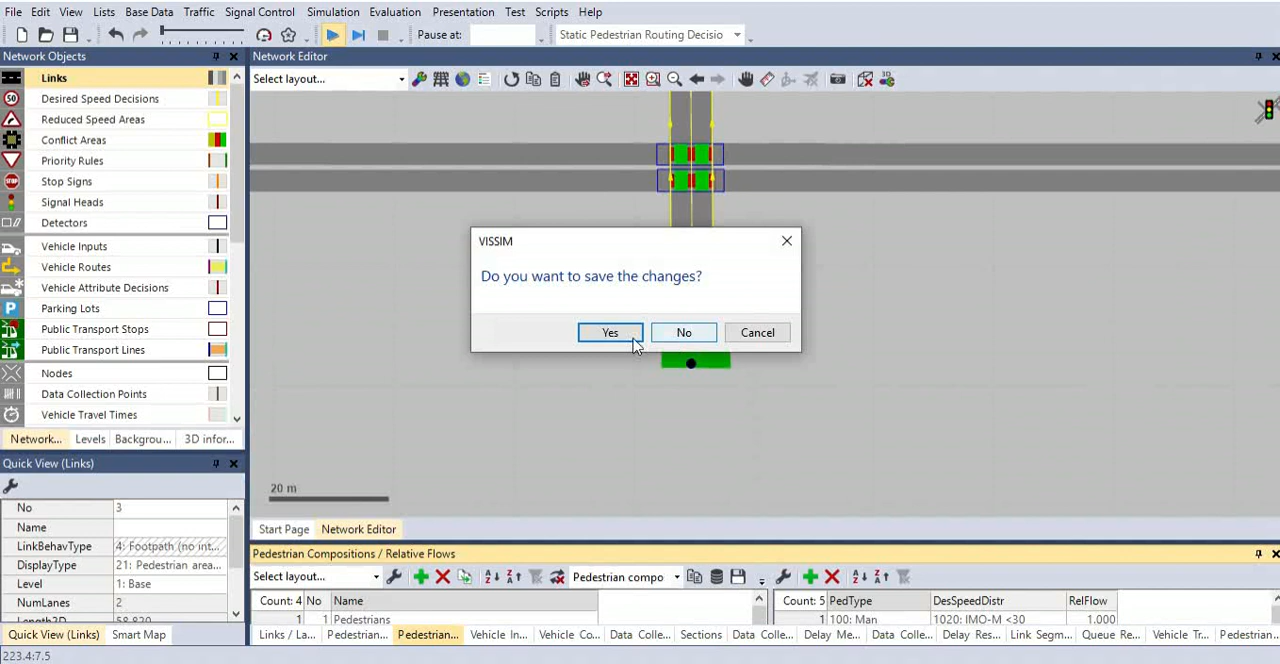 File Edit View Lists Base Data Traffic Signal Control Simulation Evaluation Presentation Test Scripts Help
Pause at: Static Pedestrian Routing Decisio
Network Objects
Network Editor
Links
Select layout...
Desired Speed Decisions
50
Reduced Speed Areas
Conflict Areas
Priority Rules
Stop Signs
STOP
Signal Heads
Detectors
Vehicle Inputs
Vehicle Routes
Vehicle Attribute Decisions
P Parking Lots
Public Transport Stops
Public Transport Lines
Nodes
Data Collection Points
Vehicle Travel Times
Network... Levels Backgrou... 3D infor...
VISSIM
Do you want to save the changes?
Yes No Cancel
20 m
Start Page Network Editor
Quick View (Links)
No 3
Name
LinkBehavType 4: Footpath (no int...
DisplayType 21: Pedestrian area...
Level 1: Base
NumLanes 2
Length2D 58.820
Quick View (Links) Smart Map
Pedestrian Compositions / Relative Flows
Select layout... Pedestrian compo
Count: 4 No Name
1 1 Pedestrians
Count: 5 PedType DesSpeedDistr RelFlow
1 100: Man 1020: IMO-M <30 1.000
Links / La... Pedestrian... Pedestrian... Vehicle In... Vehicle Co... Data Colle... Sections Data Colle... Delay Me... Data Colle... Delay Res... Link Segm... Queue Re... Vehicle Tr... Pedestrian...
223.4:7.5